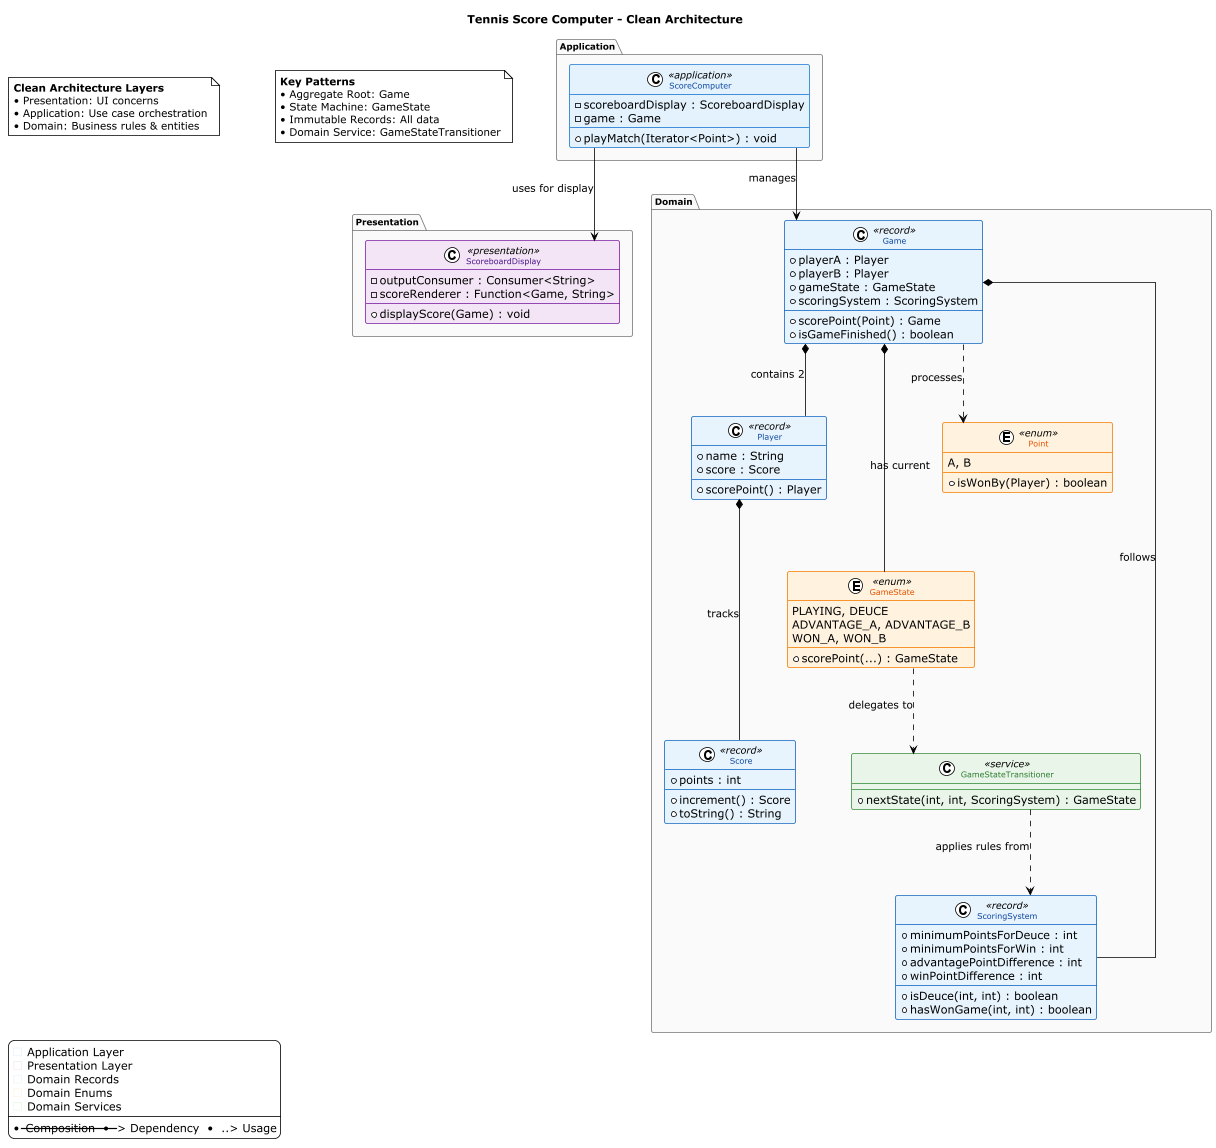 Tennis Score Computer - Clean Architecture
Application
«application»
ScoreComputer
scoreboardDisplay : ScoreboardDisplay
game : Game
playMatch(Iterator<Point>) : void
Clean Architecture Layers
• Presentation: UI concerns
• Application: Use case orchestration
• Domain: Business rules & entities
Key Patterns
• Aggregate Root: Game
• State Machine: GameState
• Immutable Records: All data
• Domain Service: GameStateTransitioner
uses for display
manages
Presentation
«presentation»
ScoreboardDisplay
outputConsumer : Consumer<String>
scoreRenderer : Function<Game, String>
displayScore(Game) : void
Domain
«record»
Game
playerA : Player
playerB : Player
gameState : GameState
scoringSystem : ScoringSystem
scorePoint(Point) : Game
isGameFinished() : boolean
contains 2
processes
«record»
Player
name : String
score : Score
scorePoint() : Player
has current
«enum»
Point
A, B
isWonBy(Player) : boolean
follows
«enum»
GameState
PLAYING, DEUCE
ADVANTAGE_A, ADVANTAGE_B
WON_A, WON_B
scorePoint(...) : GameState
tracks
delegates to
«record»
Score
points : int
increment() : Score
toString() : String
«service»
GameStateTransitioner
nextState(int, int, ScoringSystem) : GameState
applies rules from
«record»
ScoringSystem
minimumPointsForDeuce : int
minimumPointsForWin : int
advantagePointDifference : int
winPointDifference : int
isDeuce(int, int) : boolean
hasWonGame(int, int) : boolean
Application Layer
Presentation Layer
Domain Records
Domain Enums
Domain Services
• Composition • > Dependency • ..> Usage